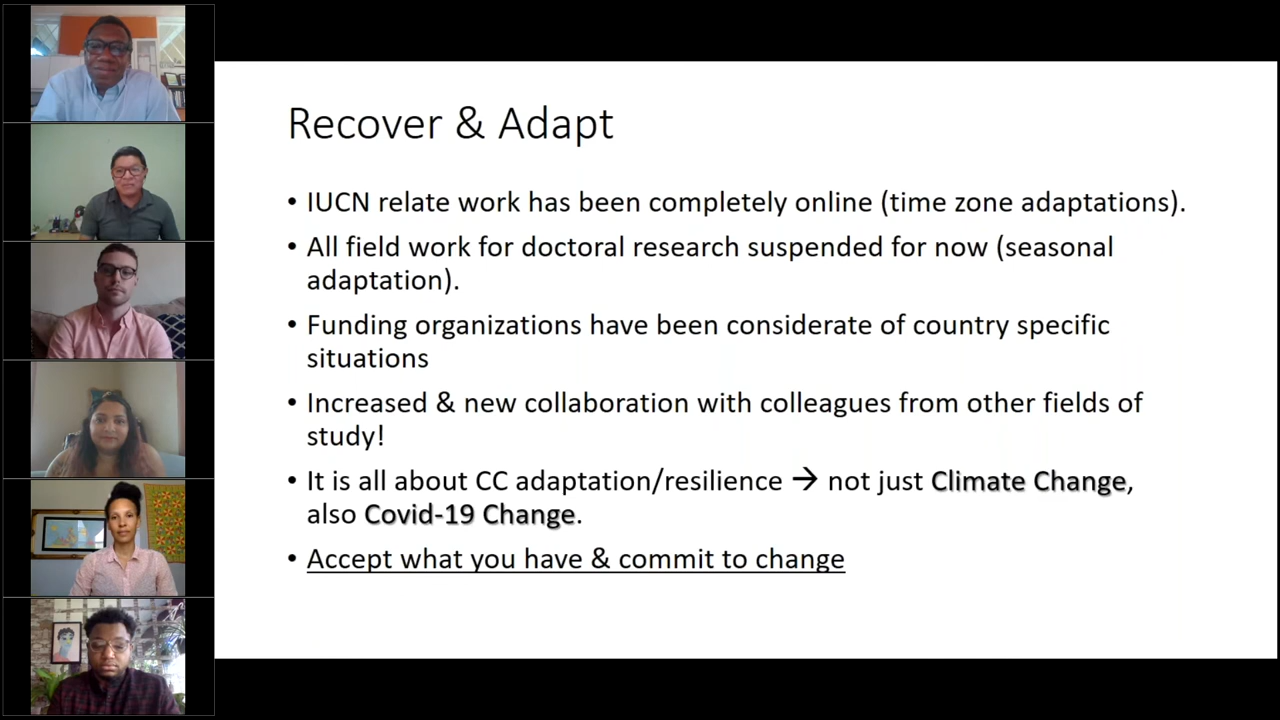 Recover & Adapt
• IUCN relate work has been completely online (time zone adaptations).
• All field work for doctoral research suspended for now (seasonal
adaptation).
• Funding organizations have been considerate of country specific
situations
• Increased & new collaboration with colleagues from other fields of
study!
• It is all about CC adaptation/resilience → not just Climate Change,
also Covid-19 Change.
• Accept what you have & commit to change